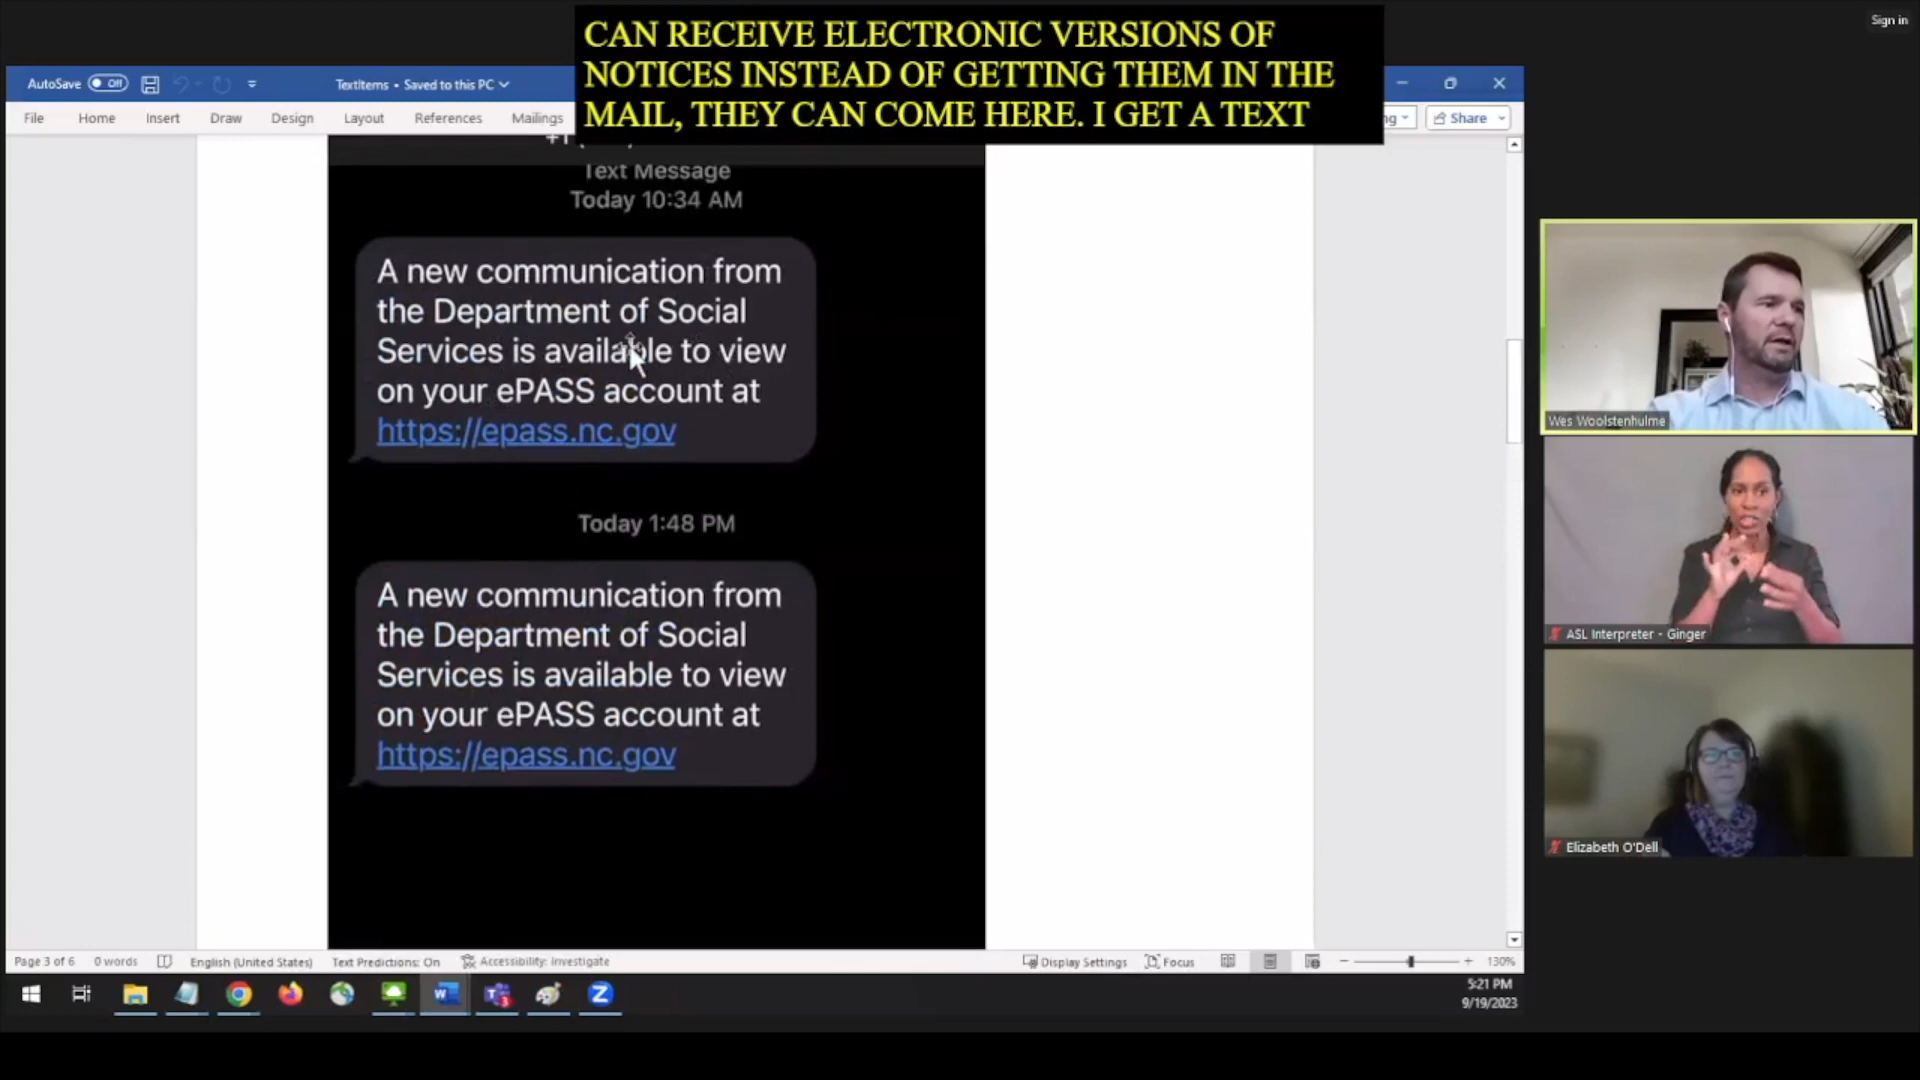 CAN RECEIVE ELECTRONIC VERSIONS OF
NOTICES INSTEAD OF GETTING THEM IN THE
MAIL, THEY CAN COME HERE. I GET A TEXT
Sign in
AutoSave Off
TextItems • Saved to this PC
File Home Insert Draw Design Layout References Mailings
Share
Text Message
Today 10:34 AM
A new communication from
the Department of Social
Services is available to view
on your ePASS account at
https://epass.nc.gov
Today 1:48 PM
A new communication from
the Department of Social
Services is available to view
on your ePASS account at
https://epass.nc.gov
Wes Woolstenhulme
ASL Interpreter - Ginger
Elizabeth O'Dell
Page 3 of 6 0 words English (United States) Text Predictions: On Accessibility: Investigate Display Settings Focus 130%
5:21 PM
9/19/2023